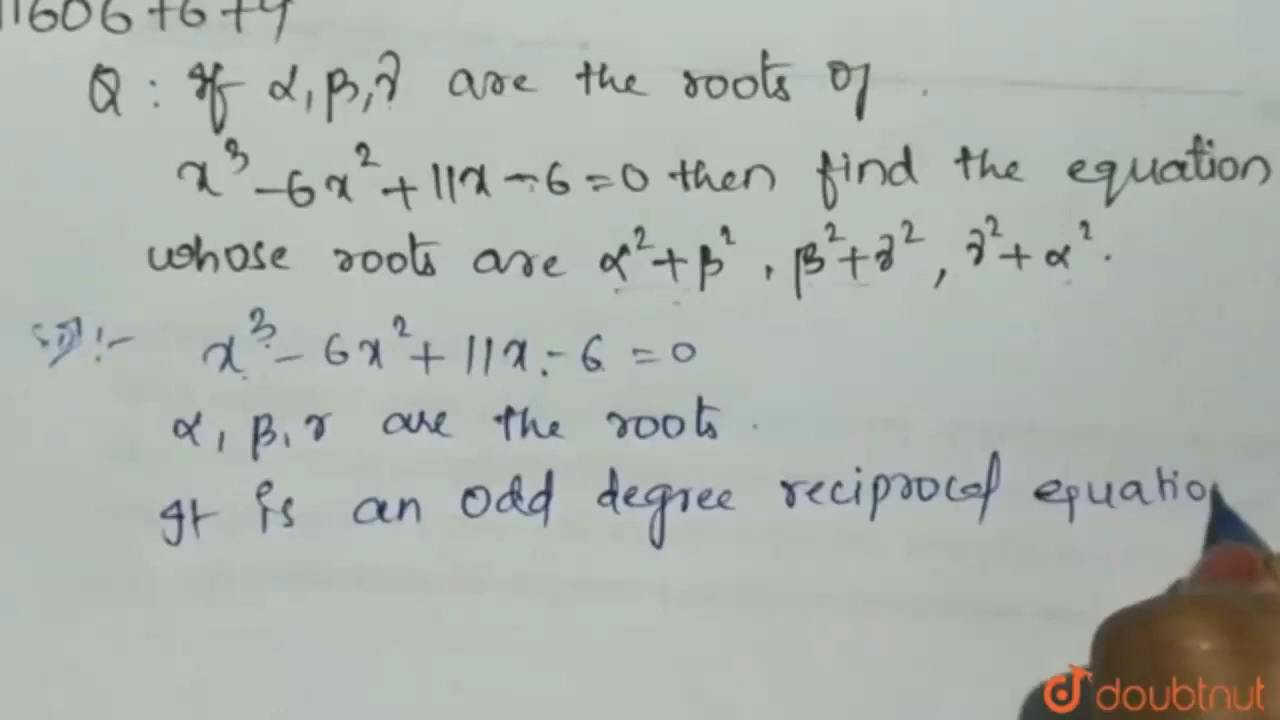 11606+6+9
Q : If α, β, γ are the roots of
x³ – 6x² + 11x – 6 = 0 then find the equation
whose roots are α² + β², β² + γ², γ² + α².
Sol:- x³ – 6x² + 11x – 6 = 0
α, β, γ are the roots.
It is an odd degree reciprocal equatio
doubtnut